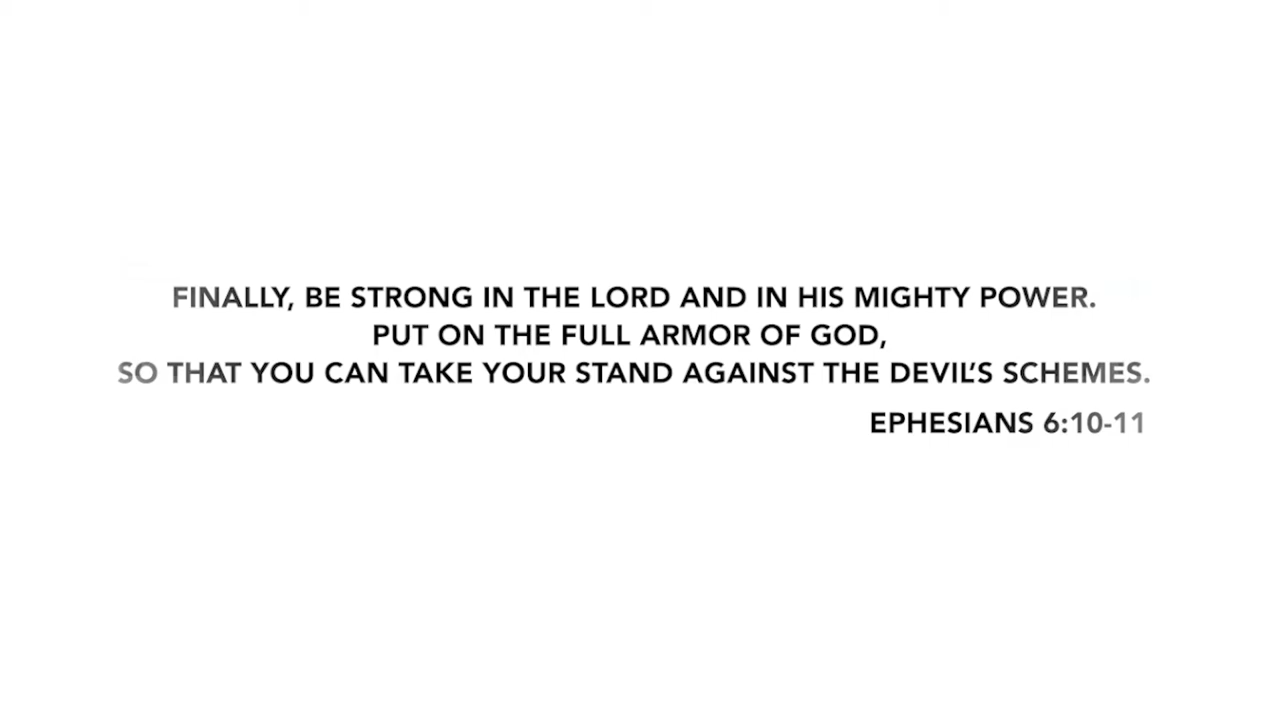 FINALLY, BE STRONG IN THE LORD AND IN HIS MIGHTY POWER.
PUT ON THE FULL ARMOR OF GOD,
SO THAT YOU CAN TAKE YOUR STAND AGAINST THE DEVIL’S SCHEMES.
EPHESIANS 6:10-11